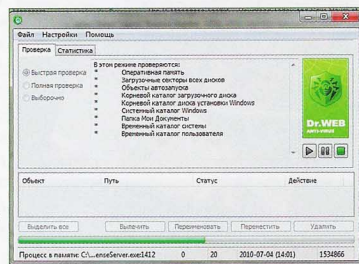 Файл Настройки Помощь
Проверка Статистика
Быстрая проверка
Полная проверка
Выборочно
В этом режиме проверяются:
• Оперативная память
• Загрузочные секторы всех дисков
• Объекты автозапуска
• Корневой каталог загрузочного диска
• Корневой каталог диска установки Windows
• Системный каталог Windows
• Папка Мои Документы
• Временный каталог системы
• Временный каталог пользователя
Dr.WEB
ANTI-VIRUS
Объект Путь Статус Действие
Выделить все Вылечить Переименовать Переместить Удалить
Процесс в памяти: C:\...enseServer.exe:1412 0 20 2010-07-04 (14:01) 1534866